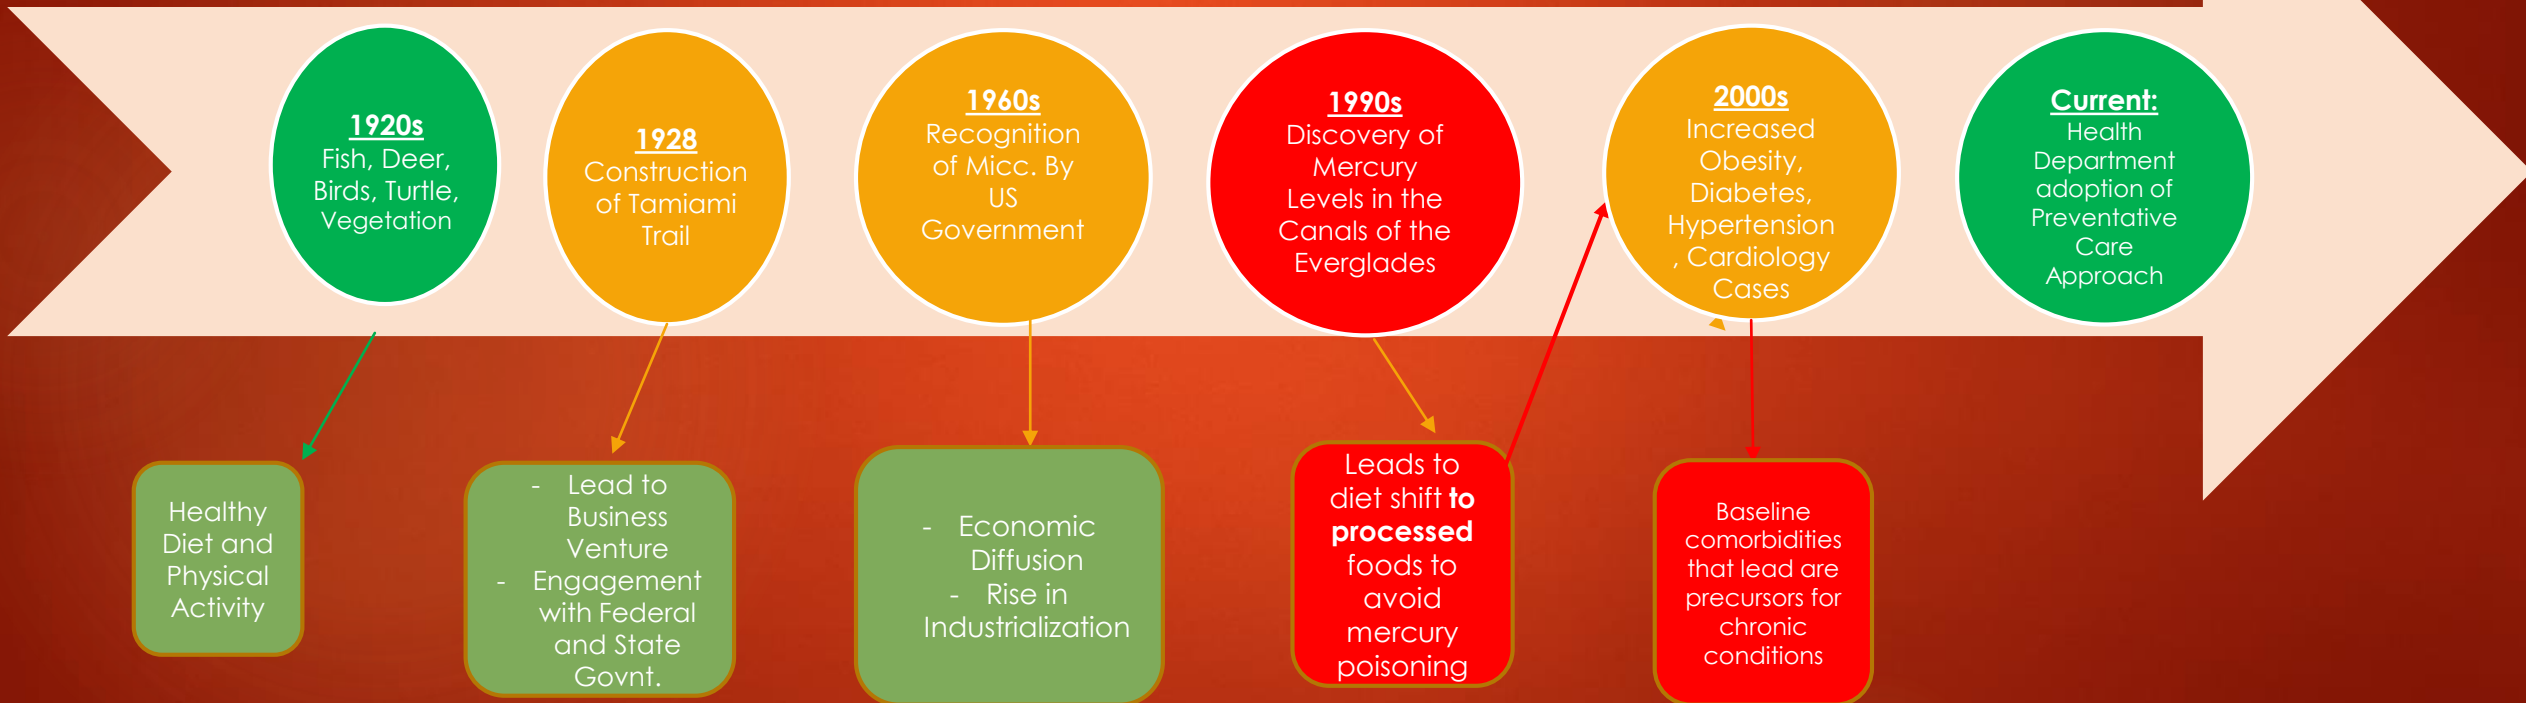 1920s
Fish, Deer,
Birds, Turtle,
Vegetation
1928
Construction
of Tamiami
Trail
1960s
Recognition
of Micc. By
US
Government
1990s
Discovery of
Mercury
Levels in the
Canals of the
Everglades
2000s
Increased
Obesity,
Diabetes,
Hypertension
, Cardiology
Cases
Current:
Health
Department
adoption of
Preventative
Care
Approach
Healthy
Diet and
Physical
Activity
- Lead to
Business
Venture
- Engagement
with Federal
and State
Govnt.
- Economic
Diffusion
- Rise in
Industrialization
Leads to
diet shift to
processed
foods to
avoid
mercury
poisoning
Baseline
comorbidities
that lead are
precursors for
chronic
conditions